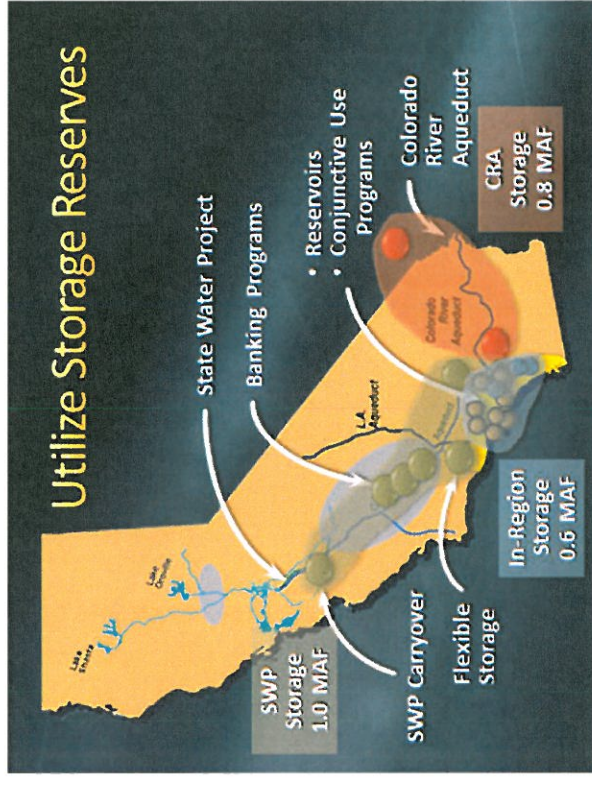 Utilize Storage Reserves
State Water Project
Banking Programs
• Reservoirs
• Conjunctive Use
Programs
Colorado
River
Aqueduct
Lake
Shasta
Lake
Oroville
L.A.
Aqueduct
Colorado
River
Aqueduct
SWP
Storage
1.0 MAF
SWP Carryover
Flexible
Storage
In-Region
Storage
0.6 MAF
CRA
Storage
0.8 MAF